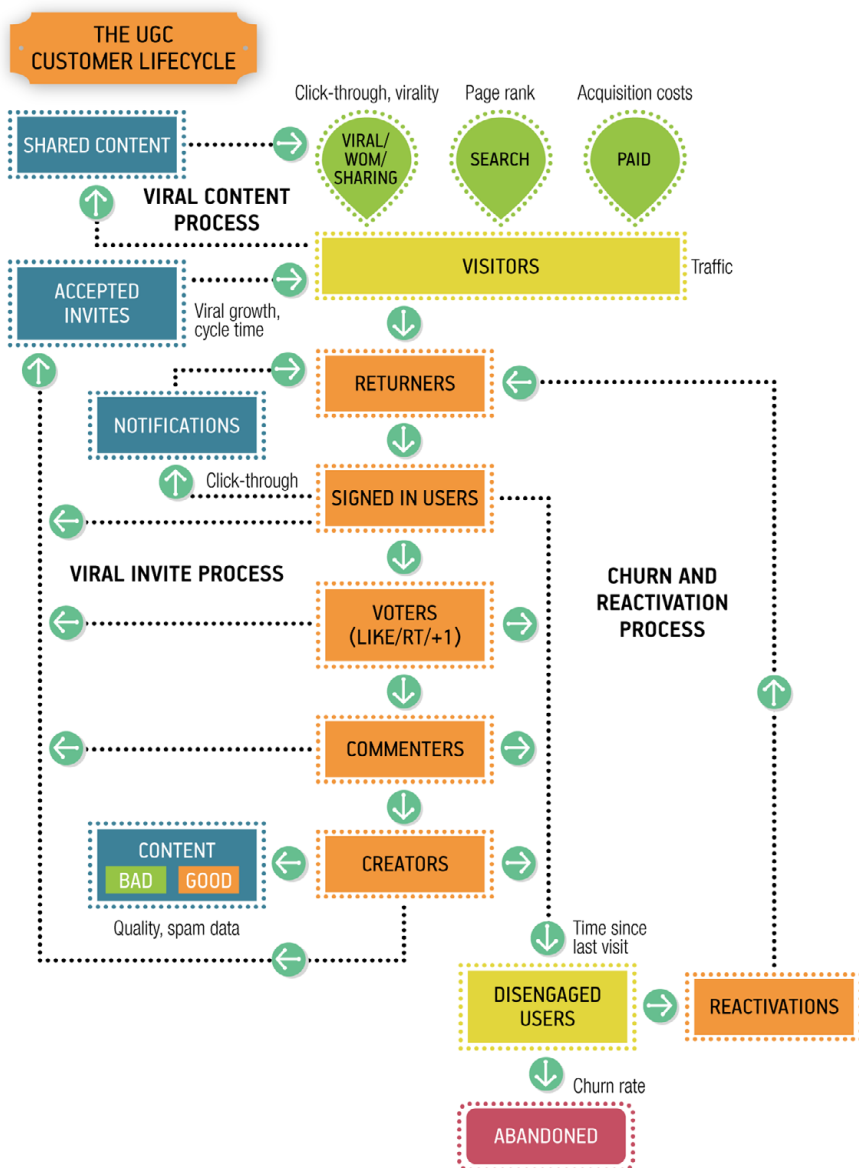 THE UGC
CUSTOMER LIFECYCLE
Click-through, virality
Page rank
Acquisition costs
SHARED CONTENT
VIRAL/
WOM/
SHARING
SEARCH
PAID
VIRAL CONTENT
PROCESS
VISITORS
Traffic
ACCEPTED
INVITES
Viral growth,
cycle time
RETURNERS
NOTIFICATIONS
Click-through
SIGNED IN USERS
VIRAL INVITE PROCESS
CHURN AND
REACTIVATION
PROCESS
VOTERS
(LIKE/RT/+1)
COMMENTERS
CONTENT
BAD
GOOD
CREATORS
Quality, spam data
Time since
last visit
DISENGAGED
USERS
REACTIVATIONS
Churn rate
ABANDONED